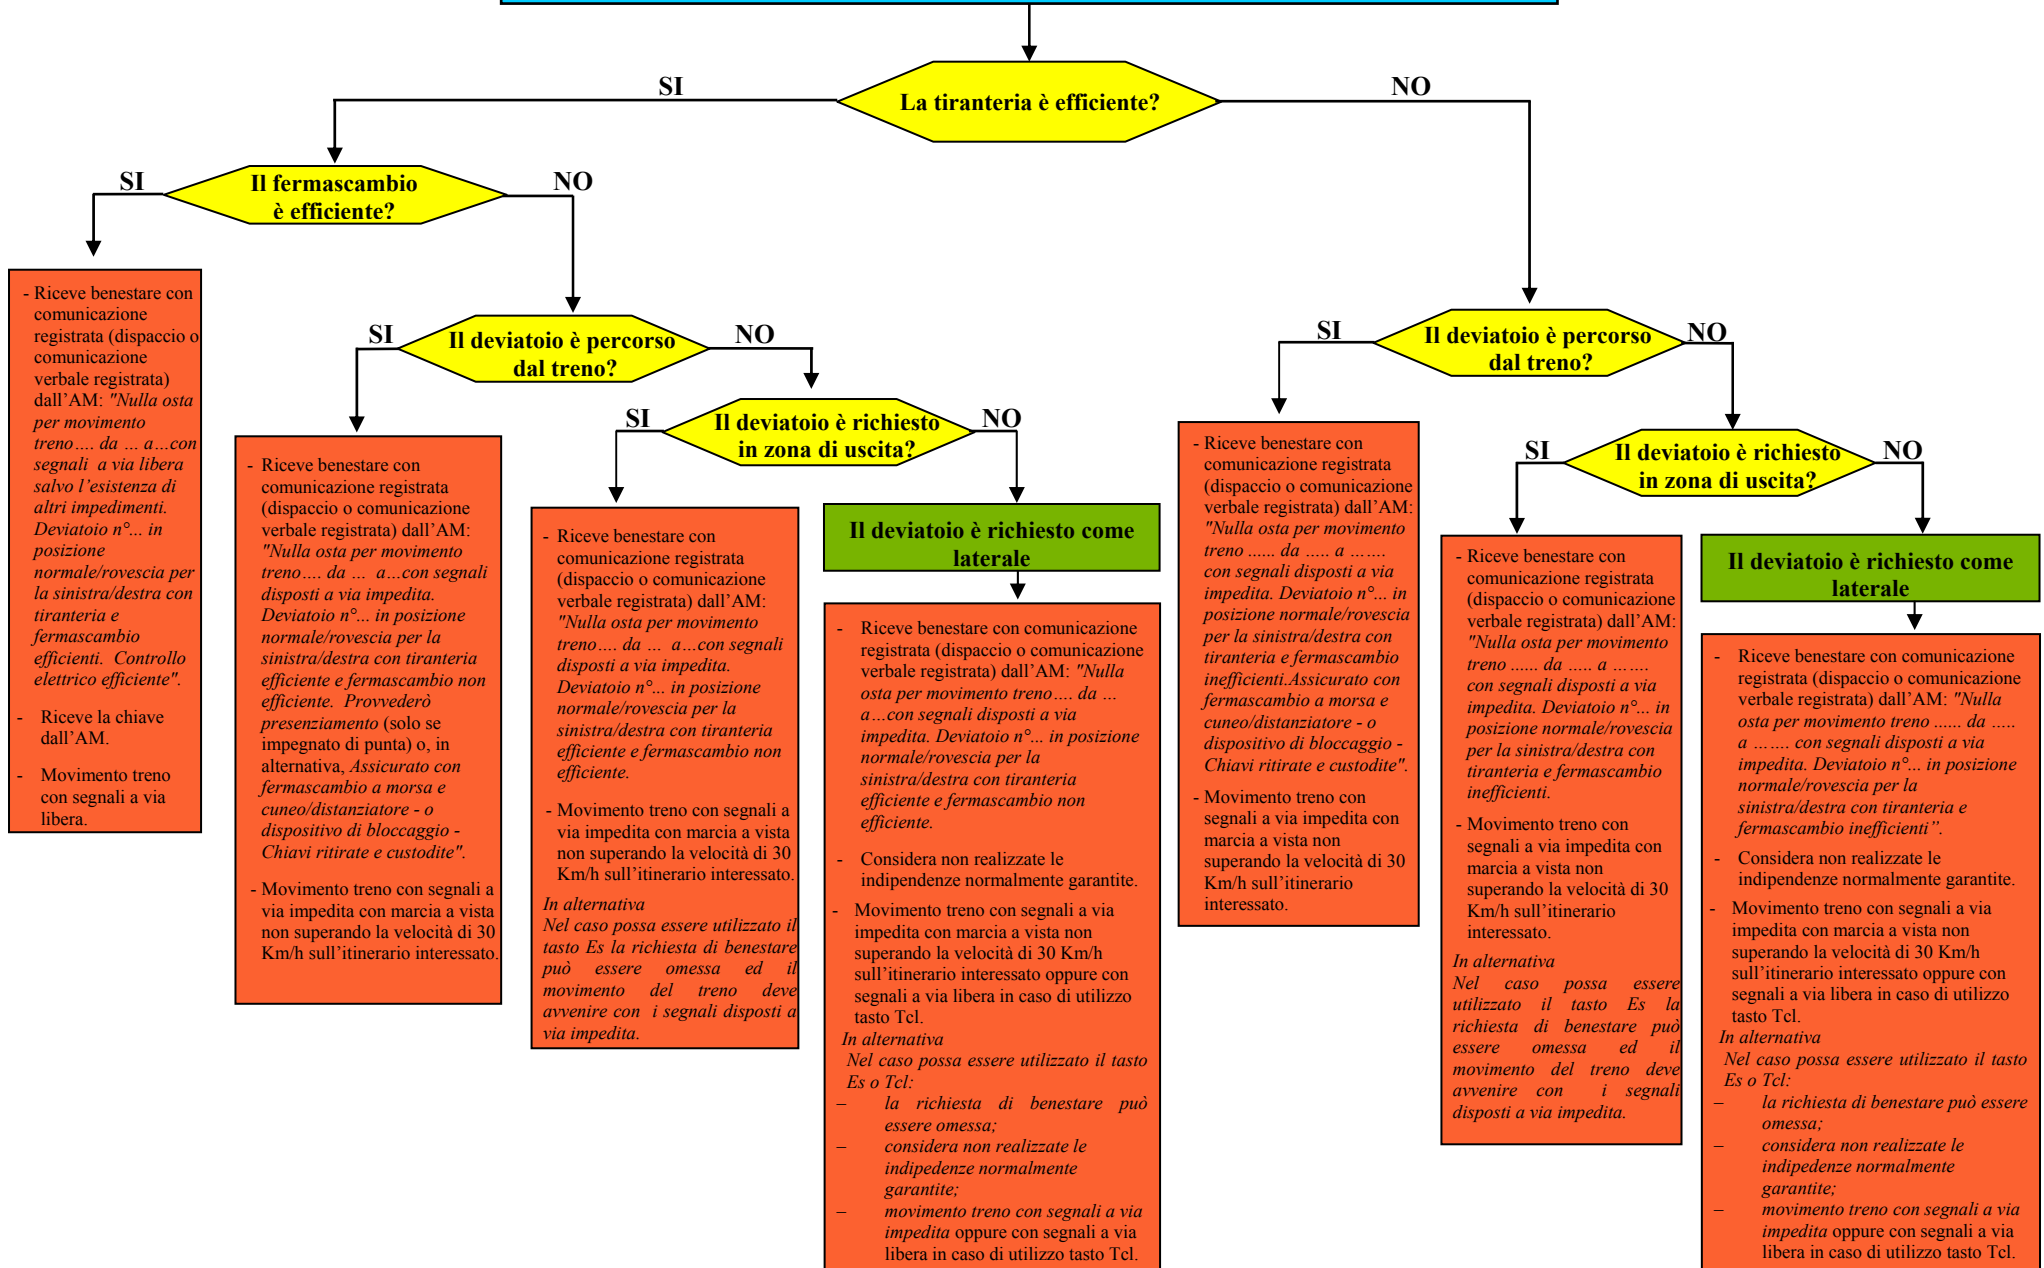 SI
La tiranteria è efficiente?
NO
SI
Il fermascambio
è efficiente?
NO
- Riceve benestare con
comunicazione
registrata (dispaccio o
comunicazione
verbale registrata)
dall'AM: "Nulla osta
per movimento
treno.… da ... a…con
segnali a via libera
salvo l'esistenza di
altri impedimenti.
Deviatoio n°... in
posizione
normale/rovescia per
la sinistra/destra con
tiranteria e
fermascambio
efficienti. Controllo
elettrico efficiente".
- Riceve la chiave
dall'AM.
- Movimento treno
con segnali a via
libera.
SI
Il deviatoio è percorso
dal treno?
NO
- Riceve benestare con
comunicazione registrata
(dispaccio o comunicazione
verbale registrata) dall'AM:
"Nulla osta per movimento
treno.… da ... a…con segnali
disposti a via impedita.
Deviatoio n°... in posizione
normale/rovescia per la
sinistra/destra con tiranteria
efficiente e fermascambio non
efficiente. Provvederò
presenziamento (solo se
impegnato di punta) o, in
alternativa, Assicurato con
fermascambio a morsa e
cuneo/distanziatore - o
dispositivo di bloccaggio -
Chiavi ritirate e custodite".
- Movimento treno con segnali a
via impedita con marcia a vista
non superando la velocità di 30
Km/h sull'itinerario interessato.
SI
Il deviatoio è richiesto
in zona di uscita?
NO
- Riceve benestare con
comunicazione registrata
(dispaccio o comunicazione
verbale registrata) dall'AM:
"Nulla osta per movimento
treno.… da ... a…con segnali
disposti a via impedita.
Deviatoio n°... in posizione
normale/rovescia per la
sinistra/destra con tiranteria
efficiente e fermascambio non
efficiente.
- Movimento treno con segnali a
via impedita con marcia a vista
non superando la velocità di 30
Km/h sull'itinerario interessato.
In alternativa
Nel caso possa essere utilizzato il
tasto Es la richiesta di benestare
può essere omessa ed il
movimento del treno deve
avvenire con i segnali disposti a
via impedita.
Il deviatoio è richiesto come
laterale
- Riceve benestare con comunicazione
registrata (dispaccio o comunicazione
verbale registrata) dall'AM: "Nulla
osta per movimento treno.… da ...
a…con segnali disposti a via
impedita. Deviatoio n°... in posizione
normale/rovescia per la
sinistra/destra con tiranteria
efficiente e fermascambio non
efficiente.
- Considera non realizzate le
indipendenze normalmente garantite.
- Movimento treno con segnali a via
impedita con marcia a vista non
superando la velocità di 30 Km/h
sull'itinerario interessato oppure con
segnali a via libera in caso di utilizzo
tasto Tcl.
In alternativa
Nel caso possa essere utilizzato il tasto
Es o Tcl:
– la richiesta di benestare può
essere omessa;
– considera non realizzate le
indipedenze normalmente
garantite;
– movimento treno con segnali a via
impedita oppure con segnali a via
libera in caso di utilizzo tasto Tcl.
SI
Il deviatoio è percorso
dal treno?
NO
- Riceve benestare con
comunicazione registrata
(dispaccio o comunicazione
verbale registrata) dall'AM:
"Nulla osta per movimento
treno ...... da ..... a …….
con segnali disposti a via
impedita. Deviatoio n°... in
posizione normale/rovescia
per la sinistra/destra con
tiranteria e fermascambio
inefficienti.Assicurato con
fermascambio a morsa e
cuneo/distanziatore - o
dispositivo di bloccaggio -
Chiavi ritirate e custodite".
- Movimento treno con
segnali a via impedita con
marcia a vista non
superando la velocità di 30
Km/h sull'itinerario
interessato.
SI
Il deviatoio è richiesto
in zona di uscita?
NO
- Riceve benestare con
comunicazione registrata
(dispaccio o comunicazione
verbale registrata) dall'AM:
"Nulla osta per movimento
treno ...... da ..... a …….
con segnali disposti a via
impedita. Deviatoio n°... in
posizione normale/rovescia
per la sinistra/destra con
tiranteria e fermascambio
inefficienti.
- Movimento treno con
segnali a via impedita con
marcia a vista non
superando la velocità di 30
Km/h sull'itinerario
interessato.
In alternativa
Nel caso possa essere
utilizzato il tasto Es la
richiesta di benestare può
essere omessa ed il
movimento del treno deve
avvenire con i segnali
disposti a via impedita.
Il deviatoio è richiesto come
laterale
- Riceve benestare con comunicazione
registrata (dispaccio o comunicazione
verbale registrata) dall'AM: "Nulla
osta per movimento treno ...... da .....
a ……. con segnali disposti a via
impedita. Deviatoio n°... in posizione
normale/rovescia per la
sinistra/destra con tiranteria e
fermascambio inefficienti”.
- Considera non realizzate le
indipendenze normalmente garantite.
- Movimento treno con segnali a via
impedita con marcia a vista non
superando la velocità di 30 Km/h
sull'itinerario interessato oppure con
segnali a via libera in caso di utilizzo
tasto Tcl.
In alternativa
Nel caso possa essere utilizzato il tasto
Es o Tcl:
– la richiesta di benestare può essere
omessa;
– considera non realizzate le
indipedenze normalmente
garantite;
– movimento treno con segnali a via
impedita oppure con segnali a via
libera in caso di utilizzo tasto Tcl.